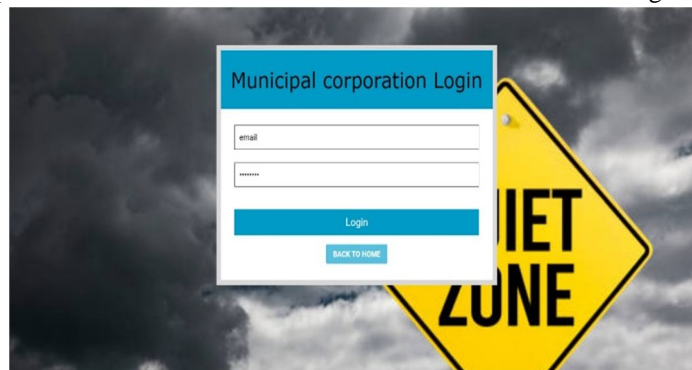 Municipal corporation Login
email
••••••••
Login
BACK TO HOME
IET
ZONE